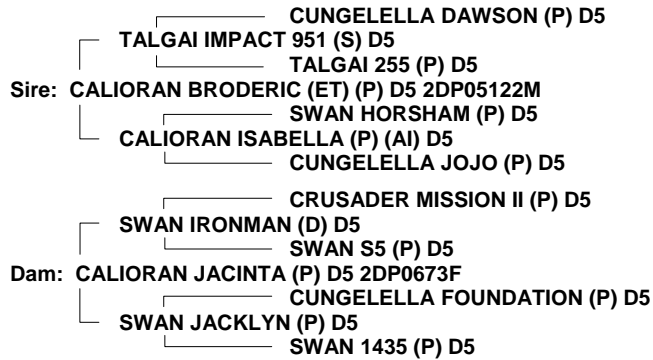 CUNGELELLA DAWSON (P) D5
TALGAI IMPACT 951 (S) D5
TALGAI 255 (P) D5
Sire: CALIORAN BRODERIC (ET) (P) D5 2DP05122M
SWAN HORSHAM (P) D5
CALIORAN ISABELLA (P) (AI) D5
CUNGELELLA JOJO (P) D5
CRUSADER MISSION II (P) D5
SWAN IRONMAN (D) D5
SWAN S5 (P) D5
Dam: CALIORAN JACINTA (P) D5 2DP0673F
CUNGELELLA FOUNDATION (P) D5
SWAN JACKLYN (P) D5
SWAN 1435 (P) D5